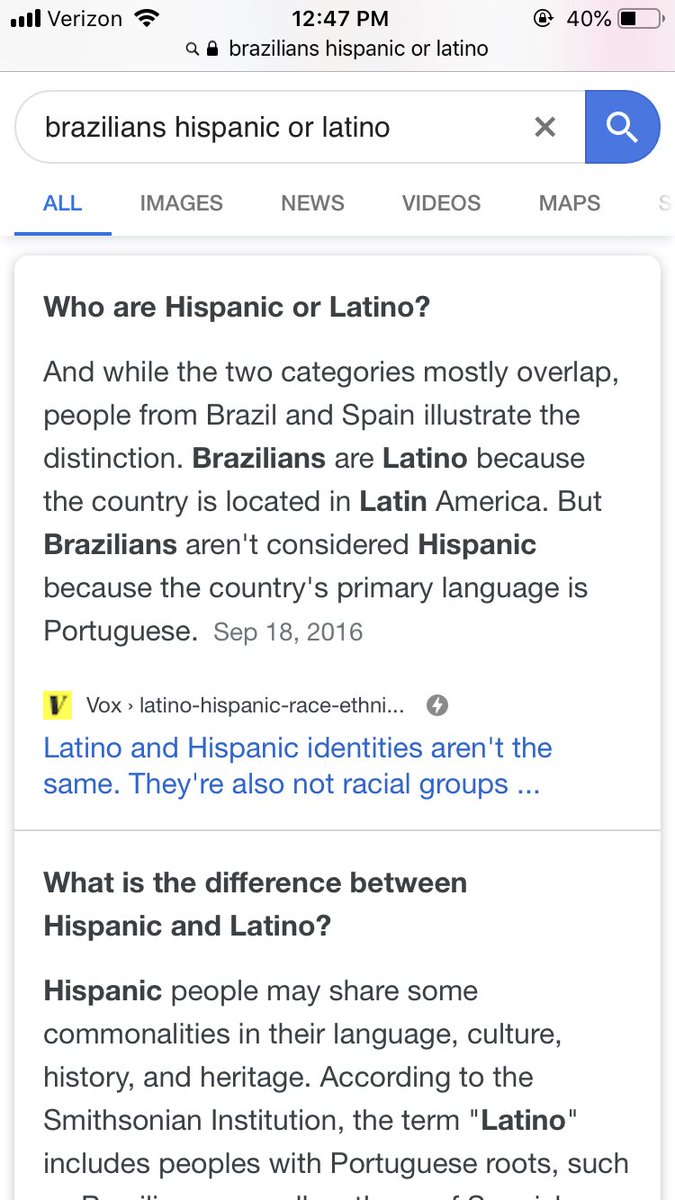 Verizon 12:47 PM 40%
brazilians hispanic or latino
brazilians hispanic or latino
ALL IMAGES NEWS VIDEOS MAPS S
Who are Hispanic or Latino?
And while the two categories mostly overlap,
people from Brazil and Spain illustrate the
distinction. Brazilians are Latino because
the country is located in Latin America. But
Brazilians aren't considered Hispanic
because the country's primary language is
Portuguese. Sep 18, 2016
V Vox › latino-hispanic-race-ethni...
Latino and Hispanic identities aren't the
same. They're also not racial groups ...
What is the difference between
Hispanic and Latino?
Hispanic people may share some
commonalities in their language, culture,
history, and heritage. According to the
Smithsonian Institution, the term "Latino"
includes peoples with Portuguese roots, such